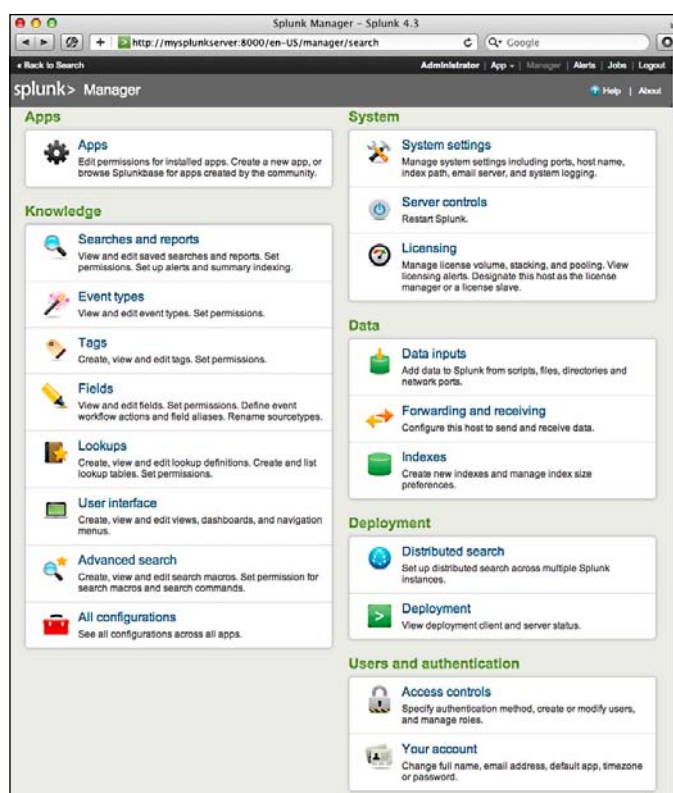 Splunk Manager – Splunk 4.3
http://mysplunkserver:8000/en-US/manager/search
Google
« Back to Search
Administrator | App | Manager | Alerts | Jobs | Logout
splunk> Manager
Help | About
Apps
Apps
Edit permissions for installed apps. Create a new app, or
browse Splunkbase for apps created by the community.
Knowledge
Searches and reports
View and edit saved searches and reports. Set
permissions. Set up alerts and summary indexing.
Event types
View and edit event types. Set permissions.
Tags
Create, view and edit tags. Set permissions.
Fields
View and edit fields. Set permissions. Define event
workflow actions and field aliases. Rename sourcetypes.
Lookups
Create, view and edit lookup definitions. Create and list
lookup tables. Set permissions.
User interface
Create, view and edit views, dashboards, and navigation
menus.
Advanced search
Create, view and edit search macros. Set permission for
search macros and search commands.
All configurations
See all configurations across all apps.
System
System settings
Manage system settings including ports, host name,
index path, email server, and system logging.
Server controls
Restart Splunk.
Licensing
Manage license volume, stacking, and pooling. View
licensing alerts. Designate this host as the license
manager or a license slave.
Data
Data inputs
Add data to Splunk from scripts, files, directories and
network ports.
Forwarding and receiving
Configure this host to send and receive data.
Indexes
Create new indexes and manage index size
preferences.
Deployment
Distributed search
Set up distributed search across multiple Splunk
instances.
Deployment
View deployment client and server status.
Users and authentication
Access controls
Specify authentication method, create or modify users,
and manage roles.
Your account
Change full name, email address, default app, timezone
or password.